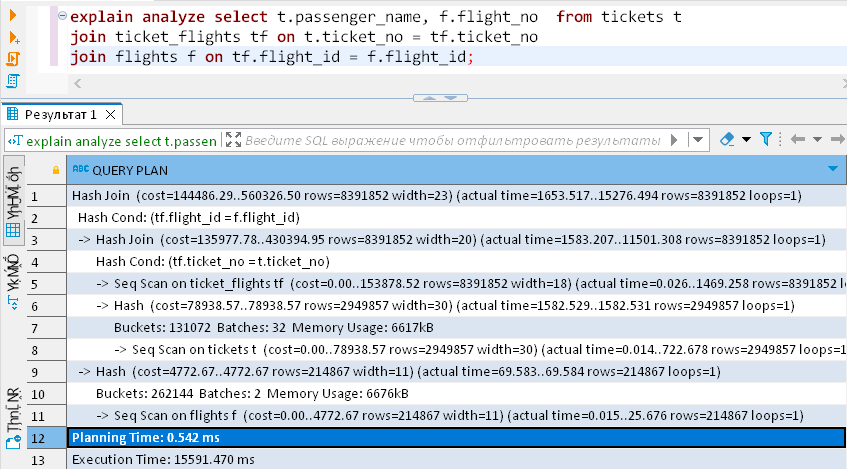 explain analyze select t.passenger_name, f.flight_no  from tickets t
join ticket_flights tf on t.ticket_no = tf.ticket_no
join flights f on tf.flight_id = f.flight_id;
Результат 1
explain analyze select t.passen
Введите SQL выражение чтобы отфильтровать результаты
ABC QUERY PLAN
1 Hash Join (cost=144486.29..560326.50 rows=8391852 width=23) (actual time=1653.517..15276.494 rows=8391852 loops=1)
2 Hash Cond: (tf.flight_id = f.flight_id)
3 -> Hash Join (cost=135977.78..430394.95 rows=8391852 width=20) (actual time=1583.207..11501.308 rows=8391852 loops=1)
4 Hash Cond: (tf.ticket_no = t.ticket_no)
5 -> Seq Scan on ticket_flights tf (cost=0.00..153878.52 rows=8391852 width=18) (actual time=0.026..1469.258 rows=8391852 l
6 -> Hash (cost=78938.57..78938.57 rows=2949857 width=30) (actual time=1582.529..1582.531 rows=2949857 loops=1)
7 Buckets: 131072 Batches: 32 Memory Usage: 6617kB
8 -> Seq Scan on tickets t (cost=0.00..78938.57 rows=2949857 width=30) (actual time=0.014..722.678 rows=2949857 loops=1
9 -> Hash (cost=4772.67..4772.67 rows=214867 width=11) (actual time=69.583..69.584 rows=214867 loops=1)
10 Buckets: 262144 Batches: 2 Memory Usage: 6676kB
11 -> Seq Scan on flights f (cost=0.00..4772.67 rows=214867 width=11) (actual time=0.015..25.676 rows=214867 loops=1)
12 Planning Time: 0.542 ms
13 Execution Time: 15591.470 ms